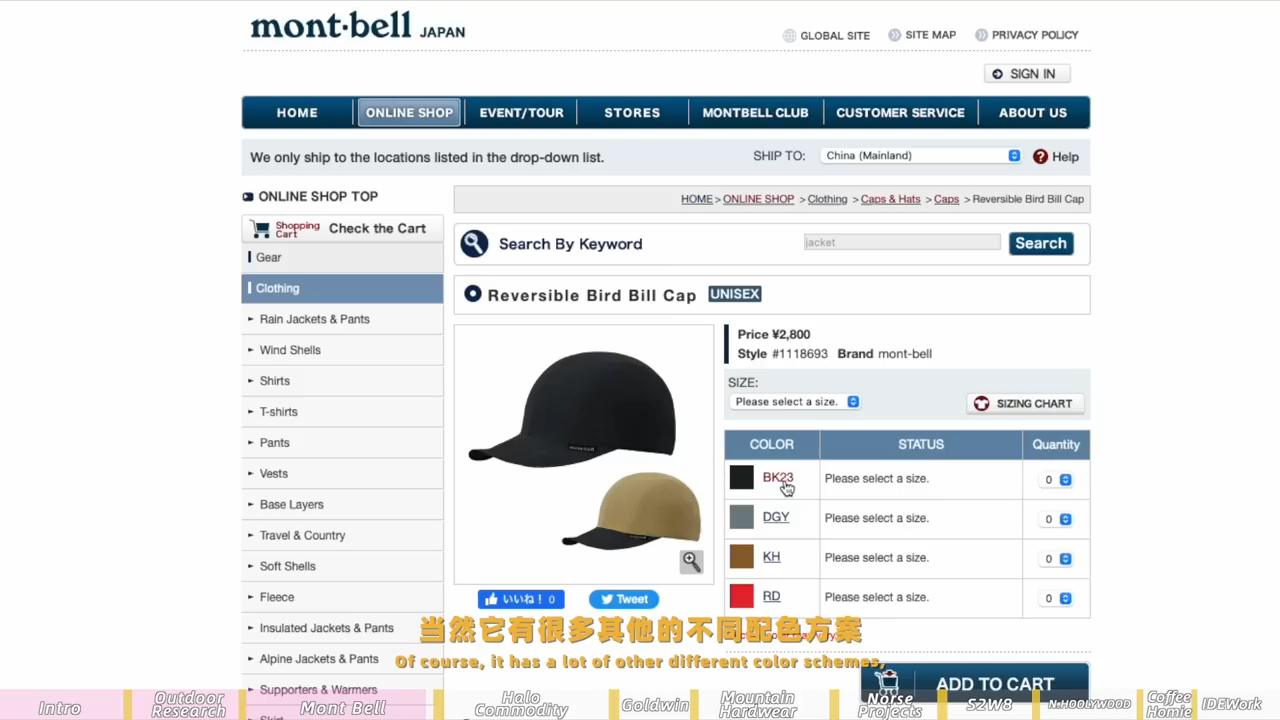 mont·bell JAPAN
GLOBAL SITE
SITE MAP
PRIVACY POLICY
SIGN IN
HOME
ONLINE SHOP
EVENT/TOUR
STORES
MONTBELL CLUB
CUSTOMER SERVICE
ABOUT US
We only ship to the locations listed in the drop-down list.
SHIP TO:
China (Mainland)
Help
ONLINE SHOP TOP
HOME > ONLINE SHOP > Clothing > Caps & Hats > Caps > Reversible Bird Bill Cap
Shopping Cart
Check the Cart
Search By Keyword
jacket
Search
Gear
Clothing
Rain Jackets & Pants
Wind Shells
Shirts
T-shirts
Pants
Vests
Base Layers
Travel & Country
Soft Shells
Fleece
Insulated Jackets & Pants
Alpine Jackets & Pants
Supporters & Warmers
Reversible Bird Bill Cap UNISEX
mont-bell
Price ¥2,800
Style #1118693 Brand mont-bell
SIZE:
Please select a size.
SIZING CHART
COLOR STATUS Quantity
BK23 Please select a size. 0
DGY Please select a size. 0
KH Please select a size. 0
RD Please select a size. 0
いいね！ 0
Tweet
当然它有很多其他的不同配色方案
Of course, it has a lot of other different color schemes,
ADD TO CART
Intro
Outdoor Research
Mont Bell
Halo Commodity
Goldwin
Mountain Hardwear
Norse Projects
S2W8
N.HOOLYWOOD
Coffee Homie
IDEWork